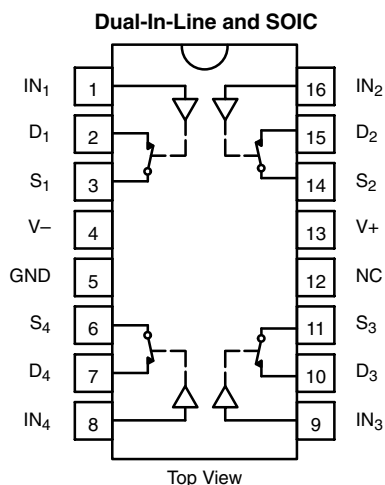 Dual-In-Line and SOIC
IN₁ 1 16 IN₂
D₁ 2 15 D₂
S₁ 3 14 S₂
V– 4 13 V+
GND 5 12 NC
S₄ 6 11 S₃
D₄ 7 10 D₃
IN₄ 8 9 IN₃
Top View